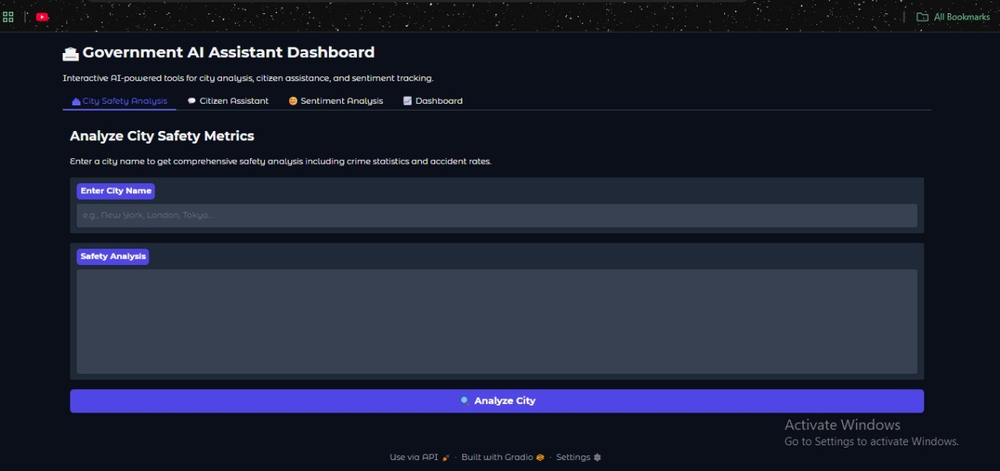 All Bookmarks
Government AI Assistant Dashboard
Interactive AI-powered tools for city analysis, citizen assistance, and sentiment tracking.
City Safety Analysis Citizen Assistant Sentiment Analysis Dashboard
Analyze City Safety Metrics
Enter a city name to get comprehensive safety analysis including crime statistics and accident rates.
Enter City Name
e.g., New York, London, Tokyo...
Safety Analysis
Analyze City
Activate Windows
Go to Settings to activate Windows.
Use via API · Built with Gradio · Settings